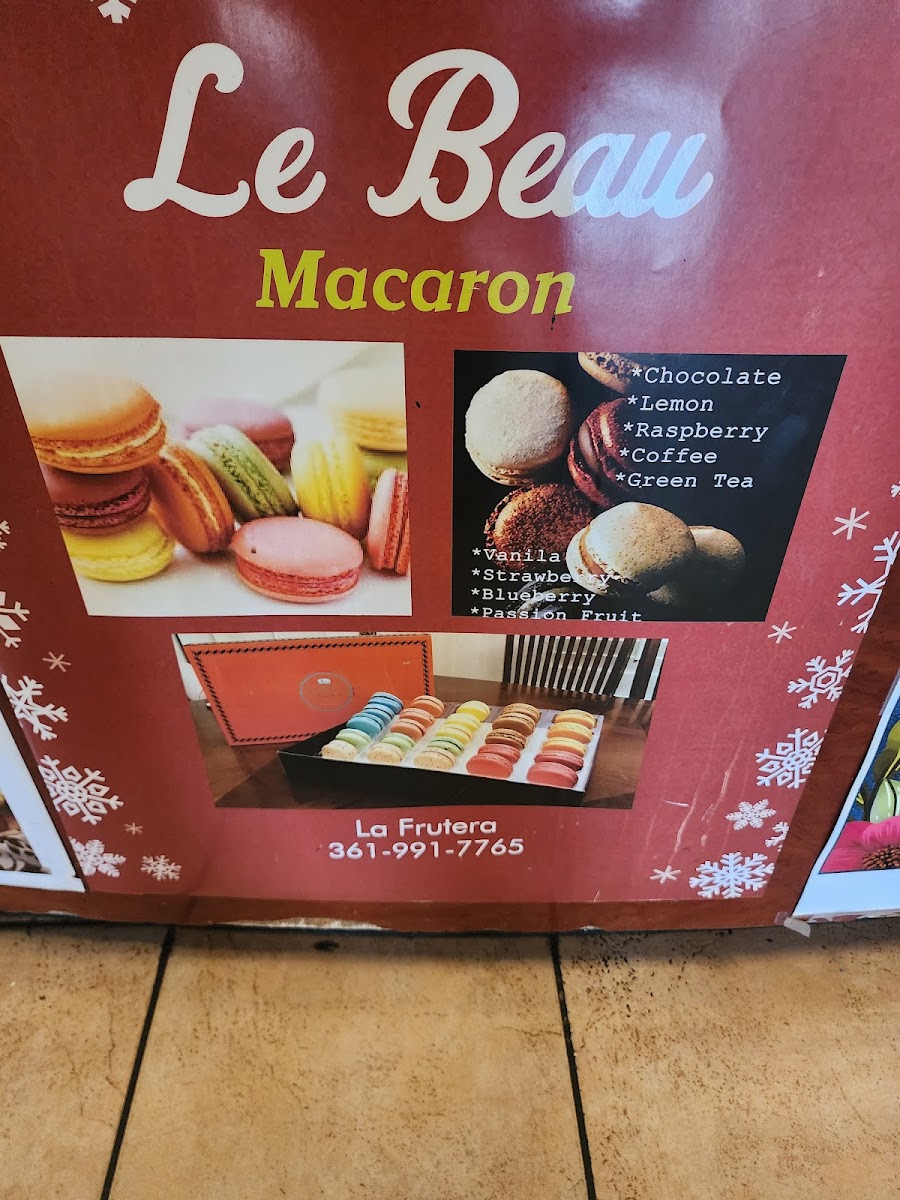 Le Beau
Macaron
*Chocolate
*Lemon
*Raspberry
*Coffee
*Green Tea
*Vanila
*Strawberry
*Blueberry
*Passion Fruit
La Frutera
361-991-7765